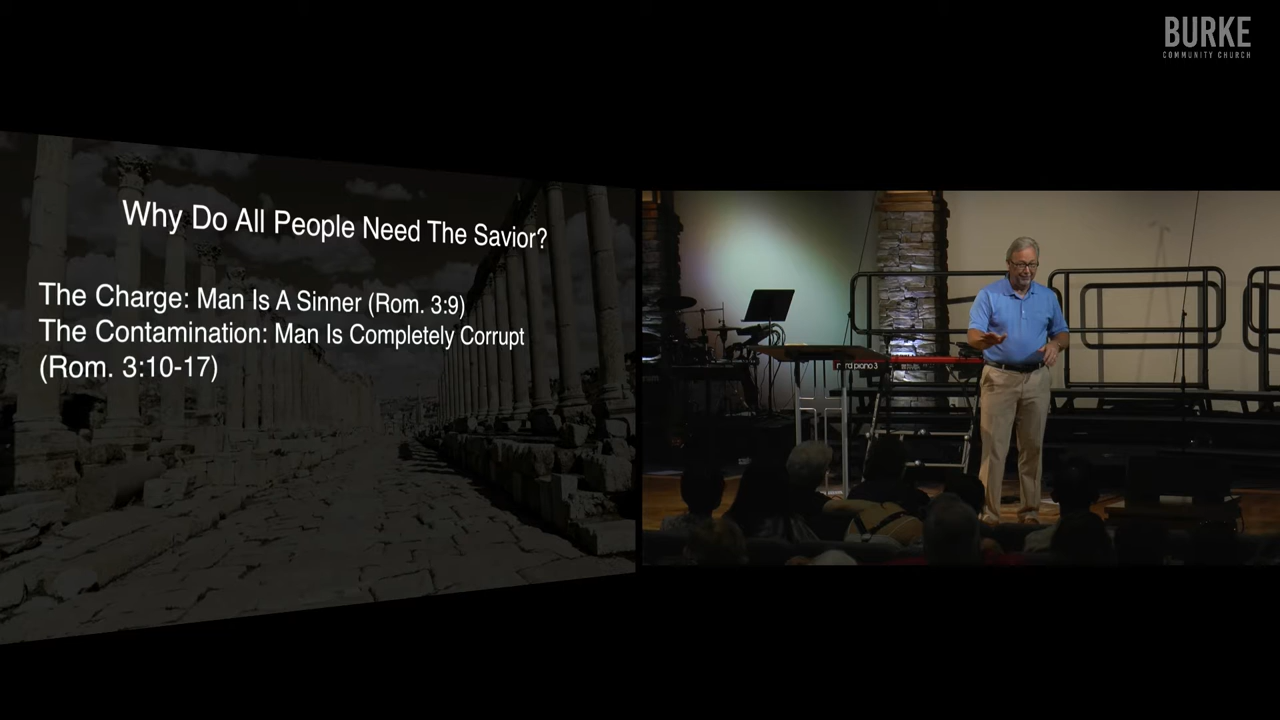 BURKE
COMMUNITY CHURCH
Why Do All People Need The Savior?
The Charge: Man Is A Sinner (Rom. 3:9)
The Contamination: Man Is Completely Corrupt
(Rom. 3:10-17)
nord piano 3